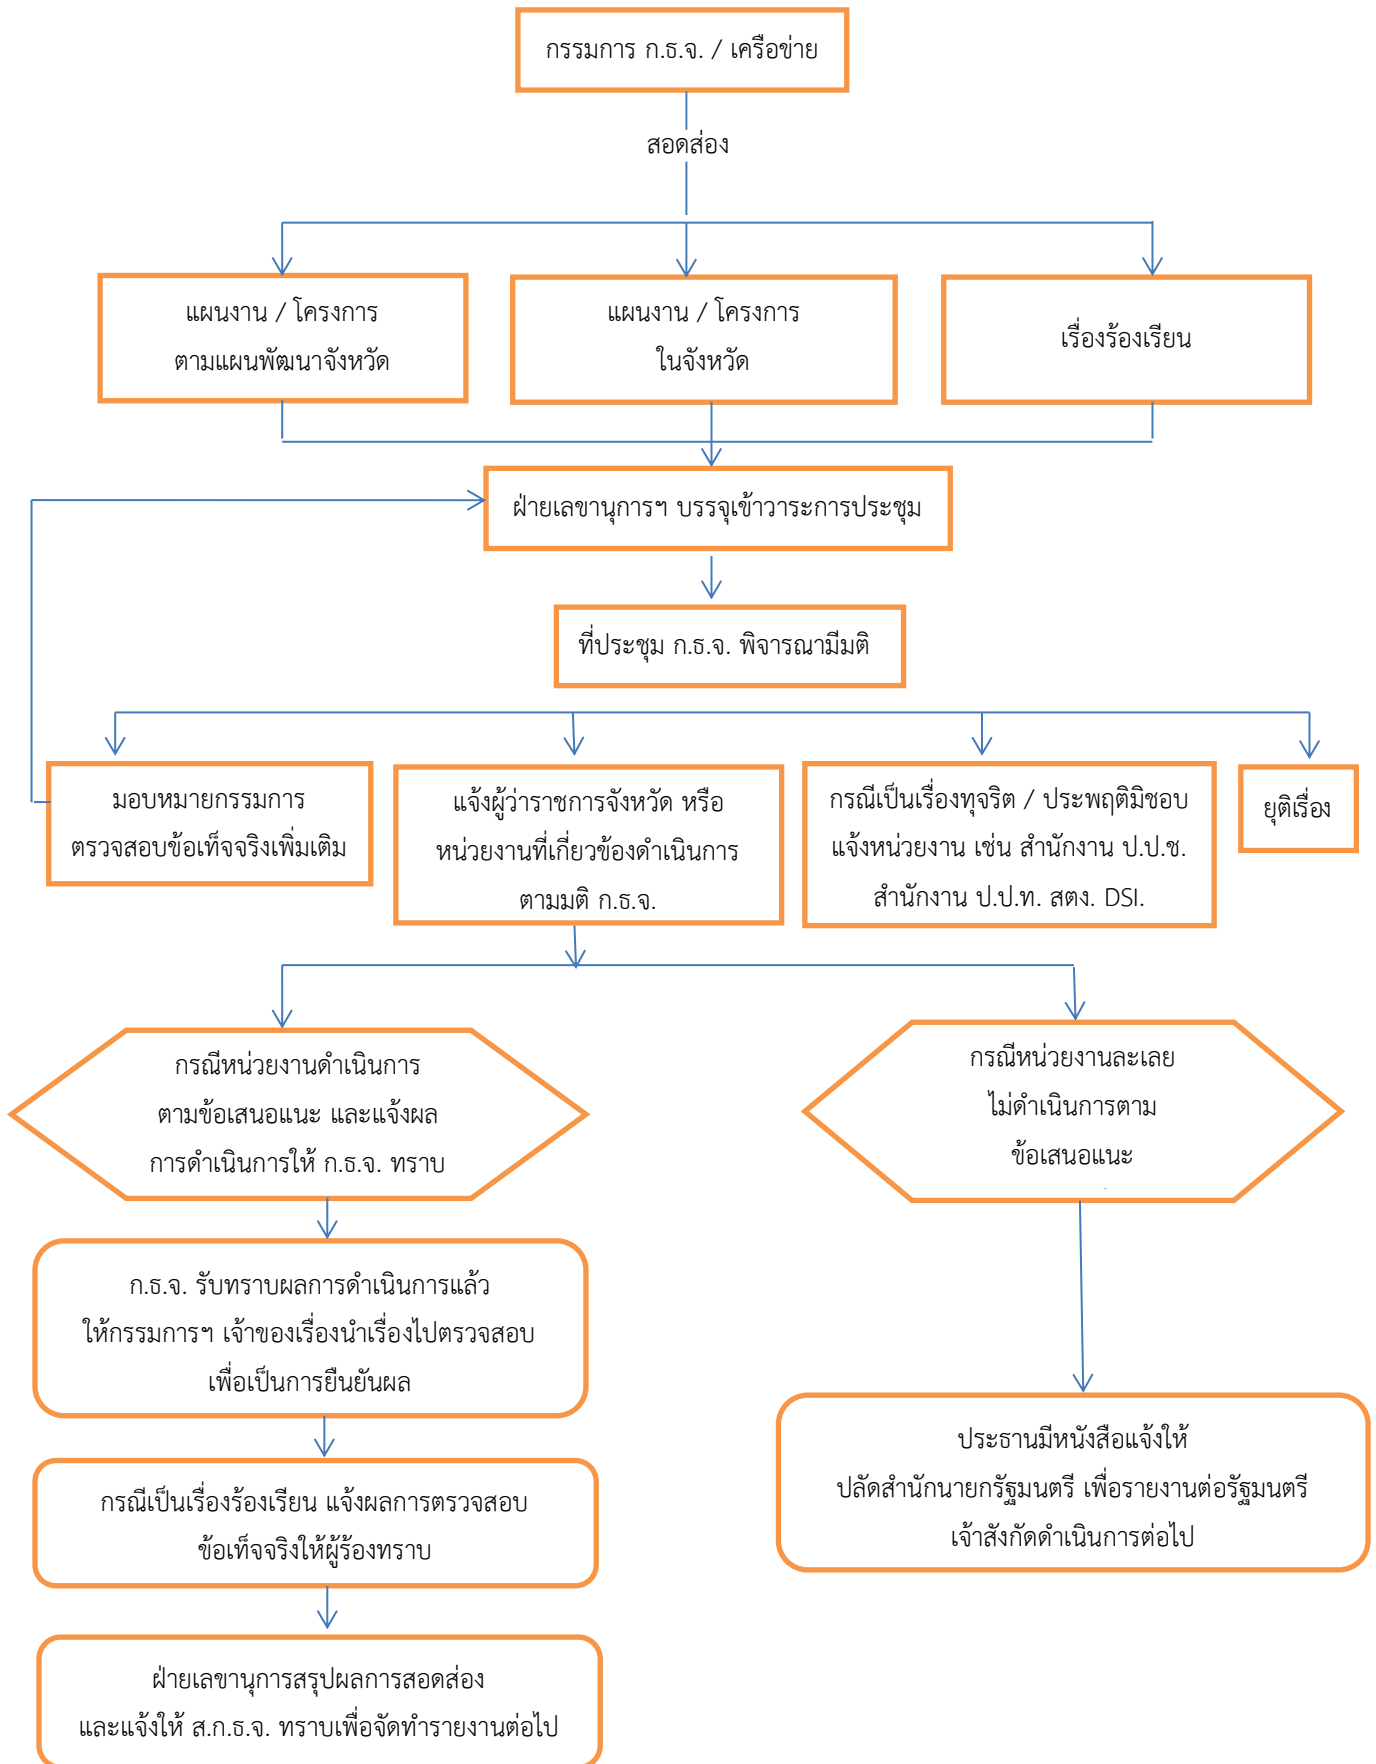 กรรมการ ก.ธ.จ. / เครือข่าย
สอดส่อง
แผนงาน / โครงการ
ตามแผนพัฒนาจังหวัด
แผนงาน / โครงการ
ในจังหวัด
เรื่องร้องเรียน
ฝ่ายเลขานุการฯ บรรจุเข้าวาระการประชุม
ที่ประชุม ก.ธ.จ. พิจารณามีมติ
มอบหมายกรรมการ
ตรวจสอบข้อเท็จจริงเพิ่มเติม
แจ้งผู้ว่าราชการจังหวัด หรือ
หน่วยงานที่เกี่ยวข้องดำเนินการ
ตามมติ ก.ธ.จ.
กรณีเป็นเรื่องทุจริต / ประพฤติมิชอบ
แจ้งหน่วยงาน เช่น สำนักงาน ป.ป.ช.
สำนักงาน ป.ป.ท. สตง. DSI.
ยุติเรื่อง
กรณีหน่วยงานดำเนินการ
ตามข้อเสนอแนะ และแจ้งผล
การดำเนินการให้ ก.ธ.จ. ทราบ
กรณีหน่วยงานละเลย
ไม่ดำเนินการตาม
ข้อเสนอแนะ
ก.ธ.จ. รับทราบผลการดำเนินการแล้ว
ให้กรรมการฯ เจ้าของเรื่องนำเรื่องไปตรวจสอบ
เพื่อเป็นการยืนยันผล
กรณีเป็นเรื่องร้องเรียน แจ้งผลการตรวจสอบ
ข้อเท็จจริงให้ผู้ร้องทราบ
ประธานมีหนังสือแจ้งให้
ปลัดสำนักนายกรัฐมนตรี เพื่อรายงานต่อรัฐมนตรี
เจ้าสังกัดดำเนินการต่อไป
ฝ่ายเลขานุการสรุปผลการสอดส่อง
และแจ้งให้ ส.ก.ธ.จ. ทราบเพื่อจัดทำรายงานต่อไป